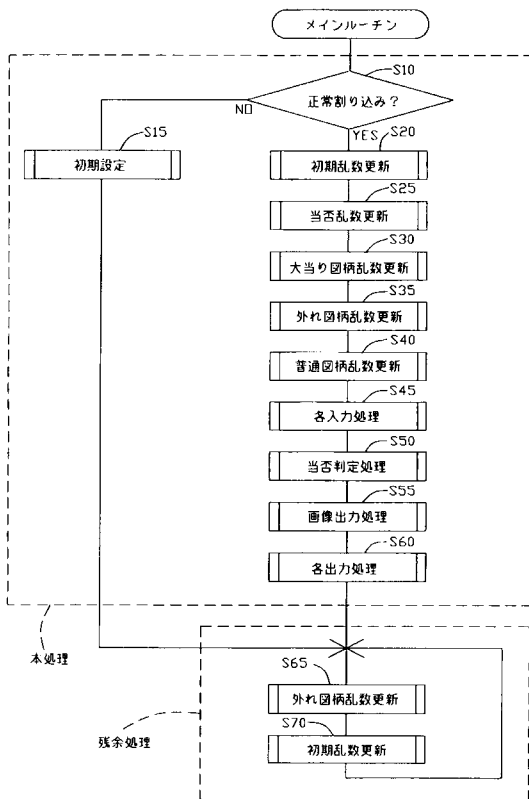 メインルーチン
S10
正常割り込み?
NO
YES
S15
初期設定
S20
初期乱数更新
S25
当否乱数更新
S30
大当り図柄乱数更新
S35
外れ図柄乱数更新
S40
普通図柄乱数更新
S45
各入力処理
S50
当否判定処理
S55
画像出力処理
S60
各出力処理
本処理
S65
外れ図柄乱数更新
S70
初期乱数更新
残余処理